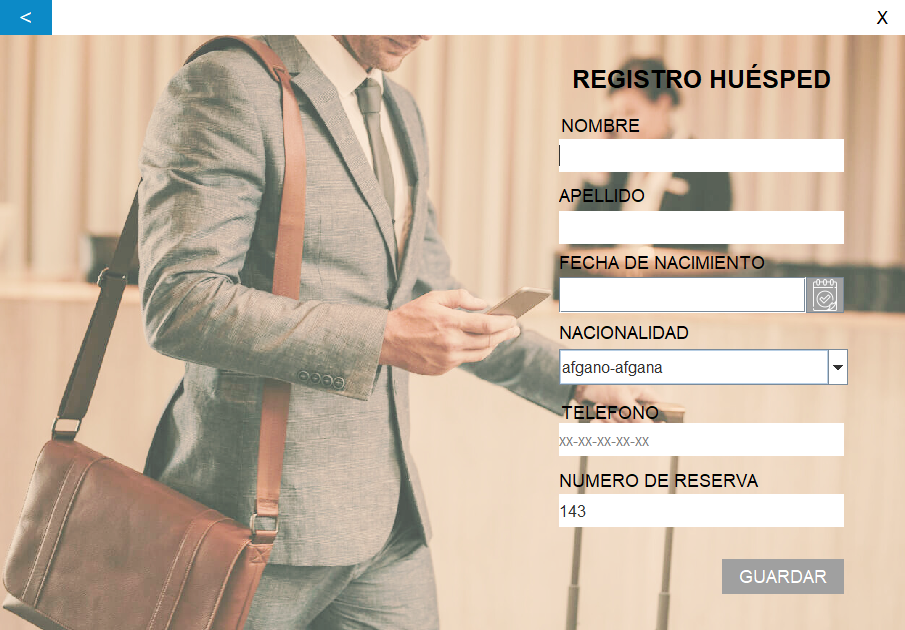 <
X
REGISTRO HUÉSPED
NOMBRE
APELLIDO
FECHA DE NACIMIENTO
NACIONALIDAD
afgano-afgana
TELEFONO
xx-xx-xx-xx-xx
NUMERO DE RESERVA
143
GUARDAR